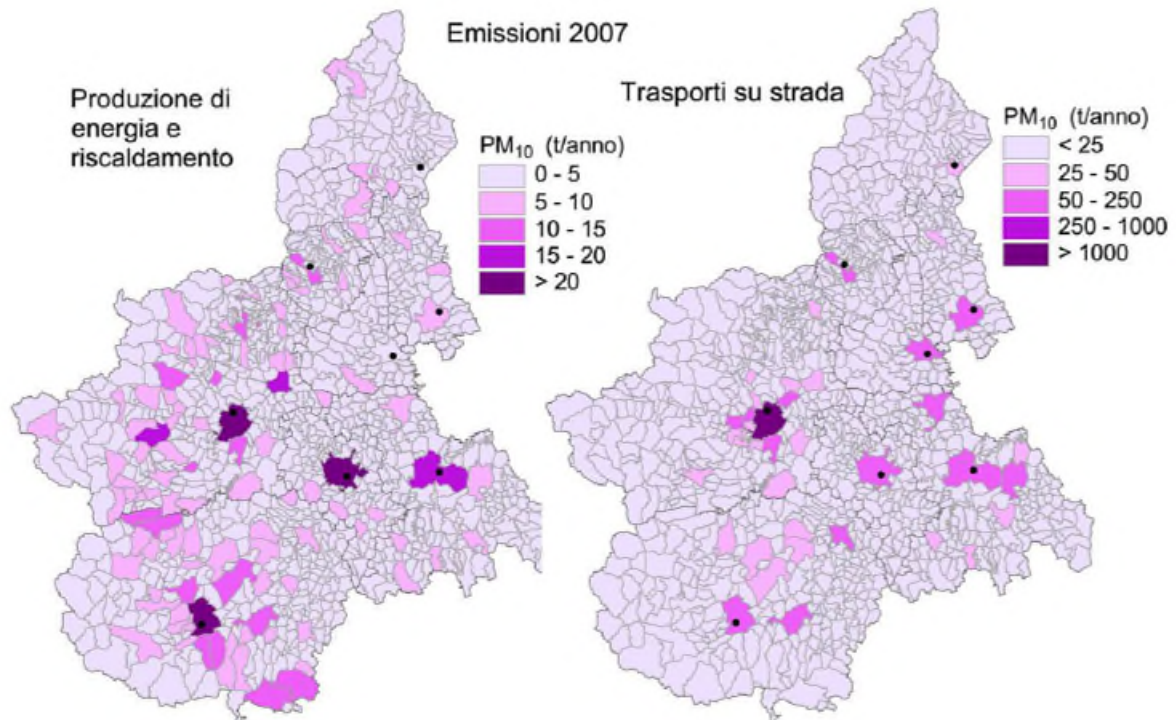 Emissioni 2007
Produzione di
energia e
riscaldamento
PM₁₀ (t/anno)
0 - 5
5 - 10
10 - 15
15 - 20
> 20
Trasporti su strada
PM₁₀ (t/anno)
< 25
25 - 50
50 - 250
250 - 1000
> 1000